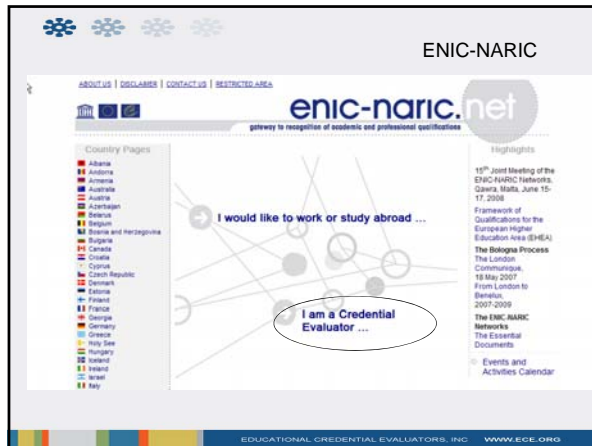 ENIC-NARIC
ABOUT US | DISCLAIMER | CONTACT US | RESTRICTED AREA
enic-naric.net
gateway to recognition of academic and professional qualifications
Country Pages
Albania
Andorra
Armenia
Australia
Austria
Azerbaijan
Belarus
Belgium
Bosnia and Herzegovina
Bulgaria
Canada
Croatia
Cyprus
Czech Republic
Denmark
Estonia
Finland
France
Georgia
Germany
Greece
Holy See
Hungary
Iceland
Ireland
Israel
Italy
I would like to work or study abroad ...
I am a Credential
Evaluator ...
Highlights
15th Joint Meeting of the
ENIC-NARIC Networks,
Qawra, Malta, June 15-
17, 2008
Framework of
Qualifications for the
European Higher
Education Area (EHEA)
The Bologna Process
The London
Communique,
18 May 2007
From London to
Benelux,
2007-2009
The ENIC-NARIC
Networks
The Essential
Documents
Events and
Activities Calendar
EDUCATIONAL CREDENTIAL EVALUATORS, INC WWW.ECE.ORG